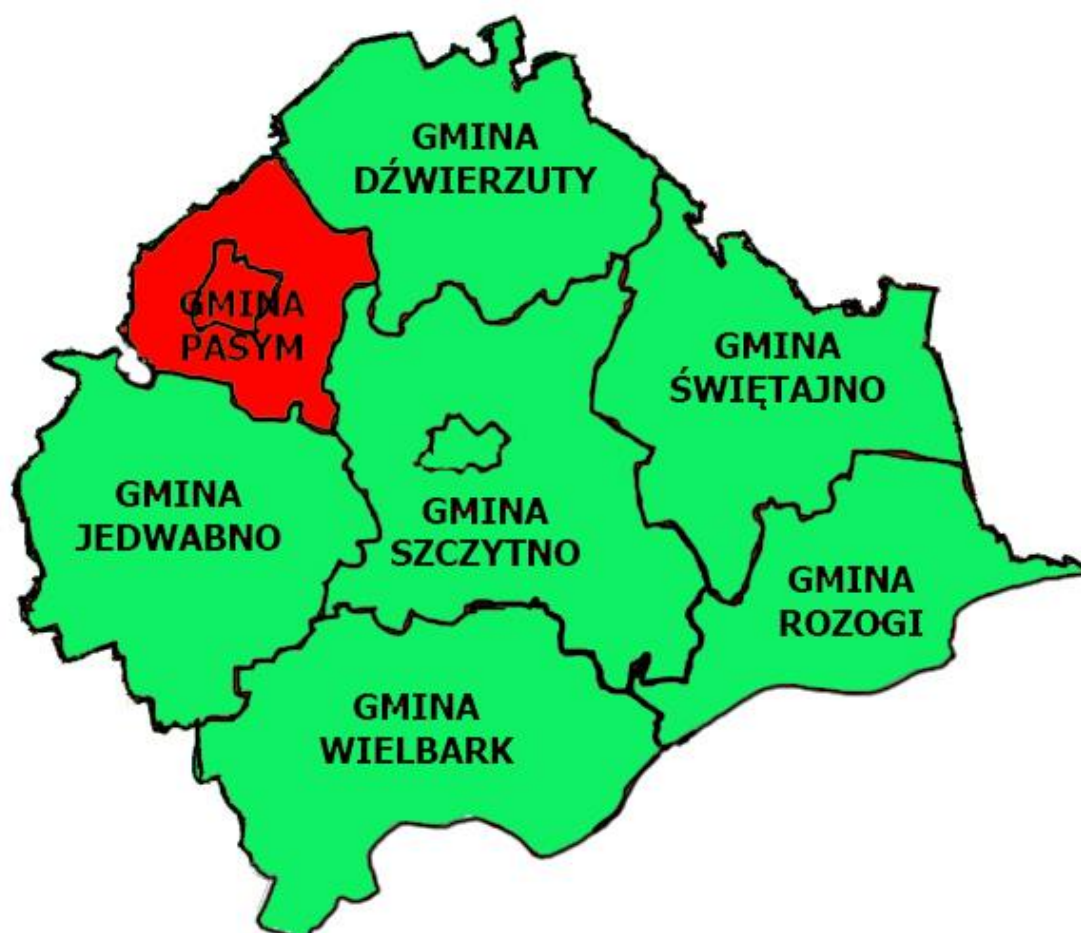 GMINA
DŹWIERZUTY
GMINA
PASYM
GMINA
ŚWIĘTAJNO
GMINA
JEDWABNO
GMINA
SZCZYTNO
GMINA
ROZOGI
GMINA
WIELBARK